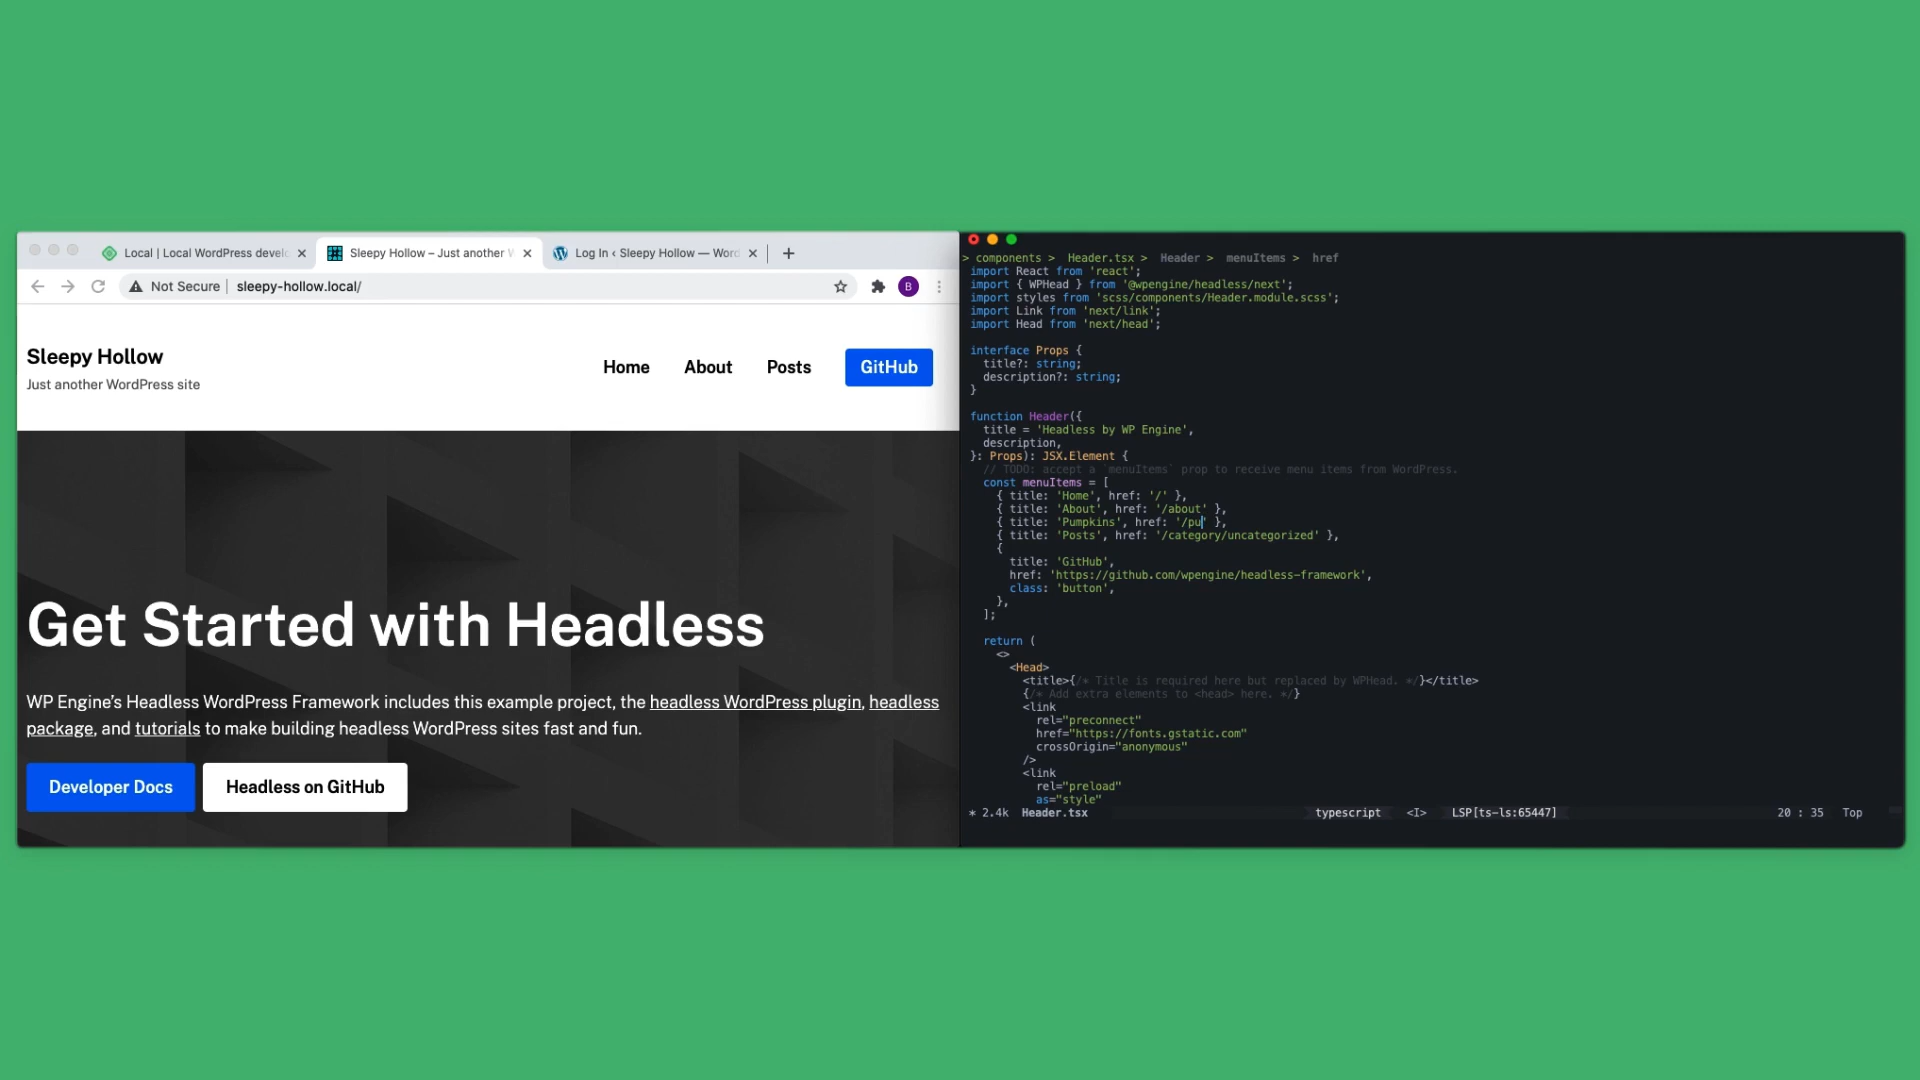 Local | Local WordPress devel
Sleepy Hollow – Just another W
Log In ‹ Sleepy Hollow — Word
Not Secure
sleepy-hollow.local/
B
Sleepy Hollow
Just another WordPress site
Home
About
Posts
GitHub
Get Started with Headless
WP Engine’s Headless WordPress Framework includes this example project, the headless WordPress plugin, headless
package, and tutorials to make building headless WordPress sites fast and fun.
Developer Docs
Headless on GitHub
> components > Header.tsx > Header > menuItems > href
import React from 'react';
import { WPHead } from '@wpengine/headless/next';
import styles from 'scss/components/Header.module.scss';
import Link from 'next/link';
import Head from 'next/head';
interface Props {
title?: string;
description?: string;
}
function Header({
title = 'Headless by WP Engine',
description,
}: Props): JSX.Element {
// TODO: accept a `menuItems` prop to receive menu items from WordPress.
const menuItems = [
{ title: 'Home', href: '/' },
{ title: 'About', href: '/about' },
{ title: 'Pumpkins', href: '/pu' },
{ title: 'Posts', href: '/category/uncategorized' },
{
title: 'GitHub',
href: 'https://github.com/wpengine/headless-framework',
class: 'button',
},
];
return (
<>
<Head>
<title>{/* Title is required here but replaced by WPHead. */}</title>
{/* Add extra elements to <head> here. */}
<link
rel="preconnect"
href="https://fonts.gstatic.com"
crossOrigin="anonymous"
/>
<link
rel="preload"
as="style"
* 2.4k Header.tsx typescript <I> LSP[ts-ls:65447] 20 : 35 Top